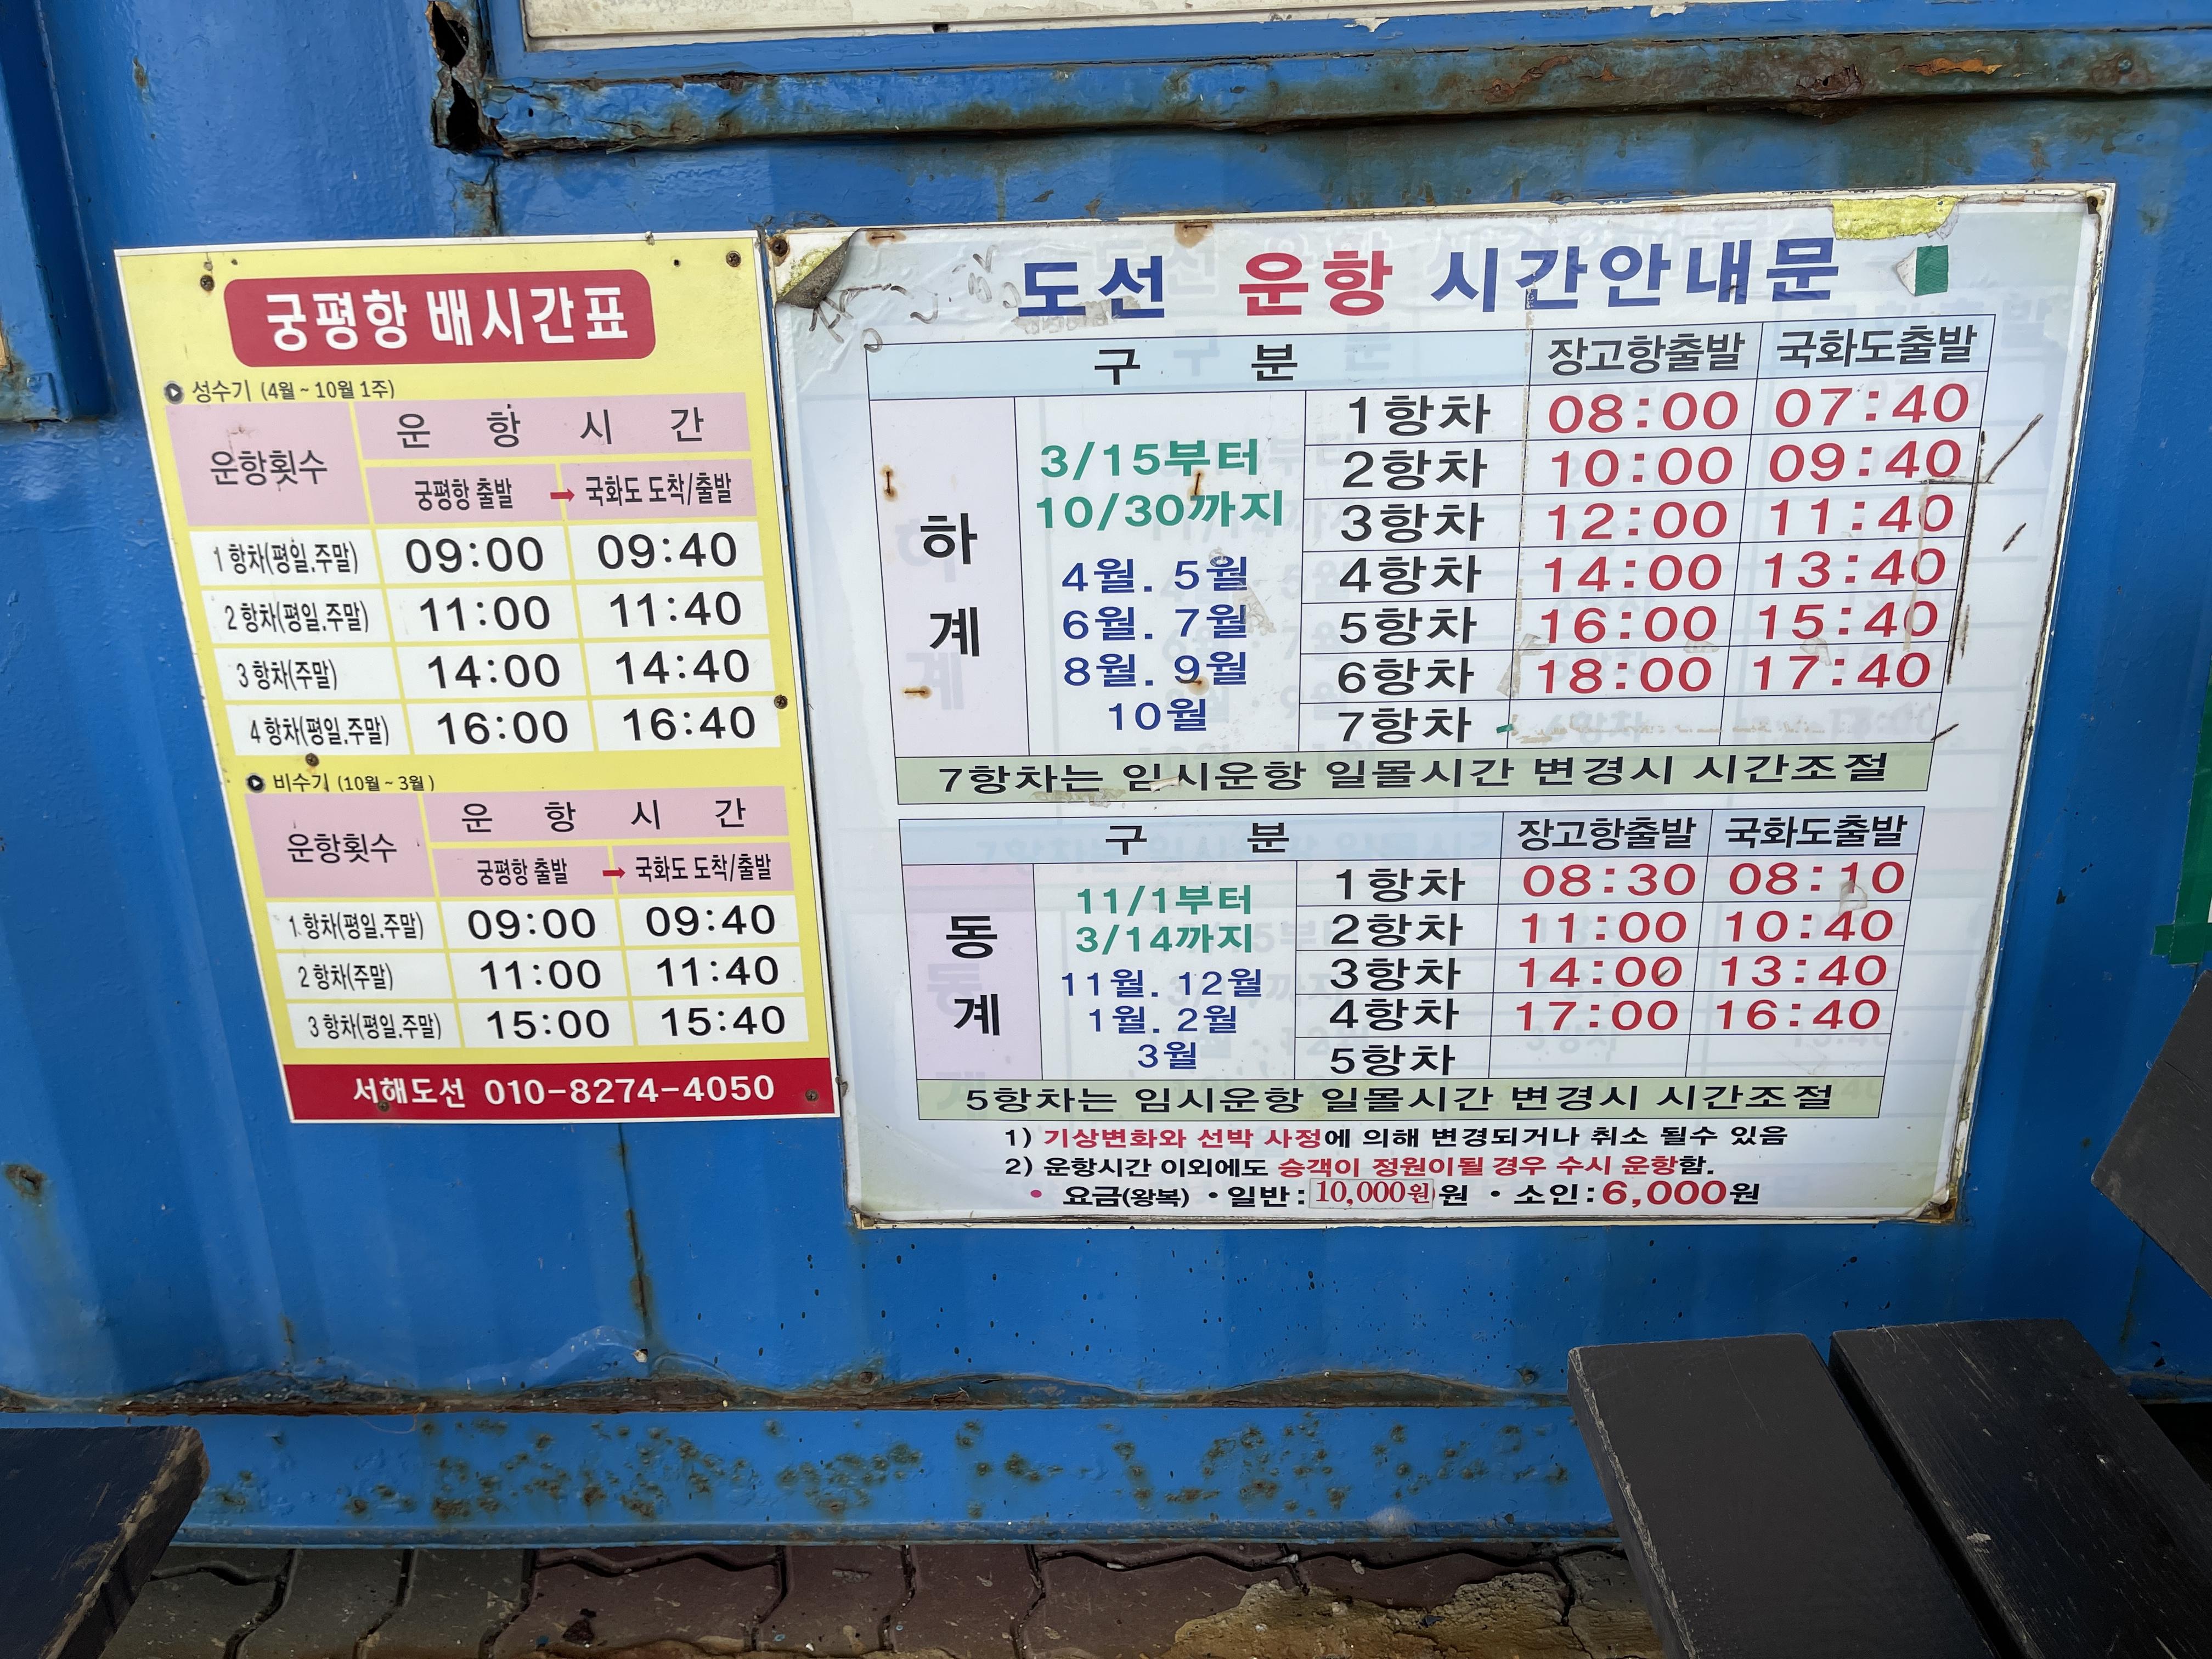 궁평항 배시간표
성수기 (4월~10월 1주)
운항횟수 운 항 시 간
궁평항 출발 → 국화도 도착/출발
1 항차(평일.주말) 09:00 09:40
2 항차(평일.주말) 11:00 11:40
3 항차(주말) 14:00 14:40
4 항차(평일.주말) 16:00 16:40
비수기 (10월~3월)
운항횟수 운 항 시 간
궁평항 출발 → 국화도 도착/출발
1 항차(평일.주말) 09:00 09:40
2 항차(주말) 11:00 11:40
3 항차(평일.주말) 15:00 15:40
서해도선 010-8274-4050
도선 운항 시간안내문
구 분 장고항출발 국화도출발
하계
3/15부터
10/30까지
4월. 5월
6월. 7월
8월. 9월
10월
1항차 08:00 07:40
2항차 10:00 09:40
3항차 12:00 11:40
4항차 14:00 13:40
5항차 16:00 15:40
6항차 18:00 17:40
7항차
7항차는 임시운항 일몰시간 변경시 시간조절
구 분 장고항출발 국화도출발
동계
11/1부터
3/14까지
11월. 12월
1월. 2월
3월
1항차 08:30 08:10
2항차 11:00 10:40
3항차 14:00 13:40
4항차 17:00 16:40
5항차
5항차는 임시운항 일몰시간 변경시 시간조절
1) 기상변화와 선박 사정에 의해 변경되거나 취소 될수 있음
2) 운항시간 이외에도 승객이 정원이될 경우 수시 운항함.
• 요금(왕복) •일반:10,000원원 •소인:6,000원